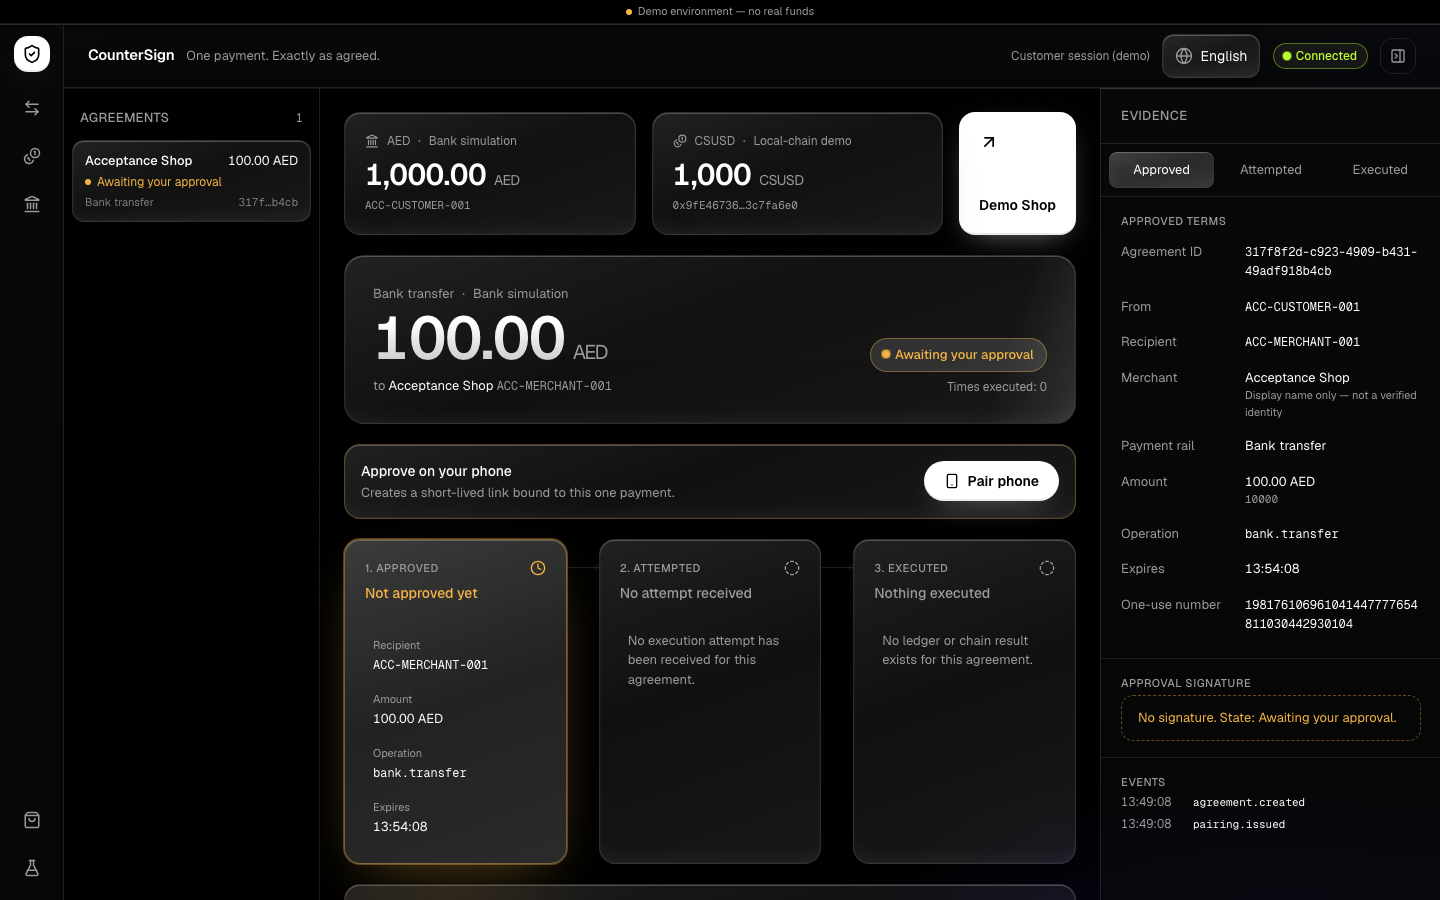 Demo environment — no real funds
CounterSign
One payment. Exactly as agreed.
Customer session (demo)
English
Connected
AGREEMENTS
1
Acceptance Shop
100.00 AED
Awaiting your approval
Bank transfer
317f…b4cb
AED · Bank simulation
1,000.00 AED
ACC-CUSTOMER-001
CSUSD · Local-chain demo
1,000 CSUSD
0x9fE46736…3c7fa6e0
Demo Shop
Bank transfer · Bank simulation
100.00 AED
to Acceptance Shop ACC-MERCHANT-001
Awaiting your approval
Times executed: 0
Approve on your phone
Creates a short-lived link bound to this one payment.
Pair phone
1. APPROVED
Not approved yet
Recipient
ACC-MERCHANT-001
Amount
100.00 AED
Operation
bank.transfer
Expires
13:54:08
2. ATTEMPTED
No attempt received
No execution attempt has
been received for this
agreement.
3. EXECUTED
Nothing executed
No ledger or chain result
exists for this agreement.
EVIDENCE
Approved
Attempted
Executed
APPROVED TERMS
Agreement ID
317f8f2d-c923-4909-b431-
49adf918b4cb
From
ACC-CUSTOMER-001
Recipient
ACC-MERCHANT-001
Merchant
Acceptance Shop
Display name only — not a verified
identity
Payment rail
Bank transfer
Amount
100.00 AED
10000
Operation
bank.transfer
Expires
13:54:08
One-use number
198176106961041447777654
811030442930104
APPROVAL SIGNATURE
No signature. State: Awaiting your approval.
EVENTS
13:49:08 agreement.created
13:49:08 pairing.issued